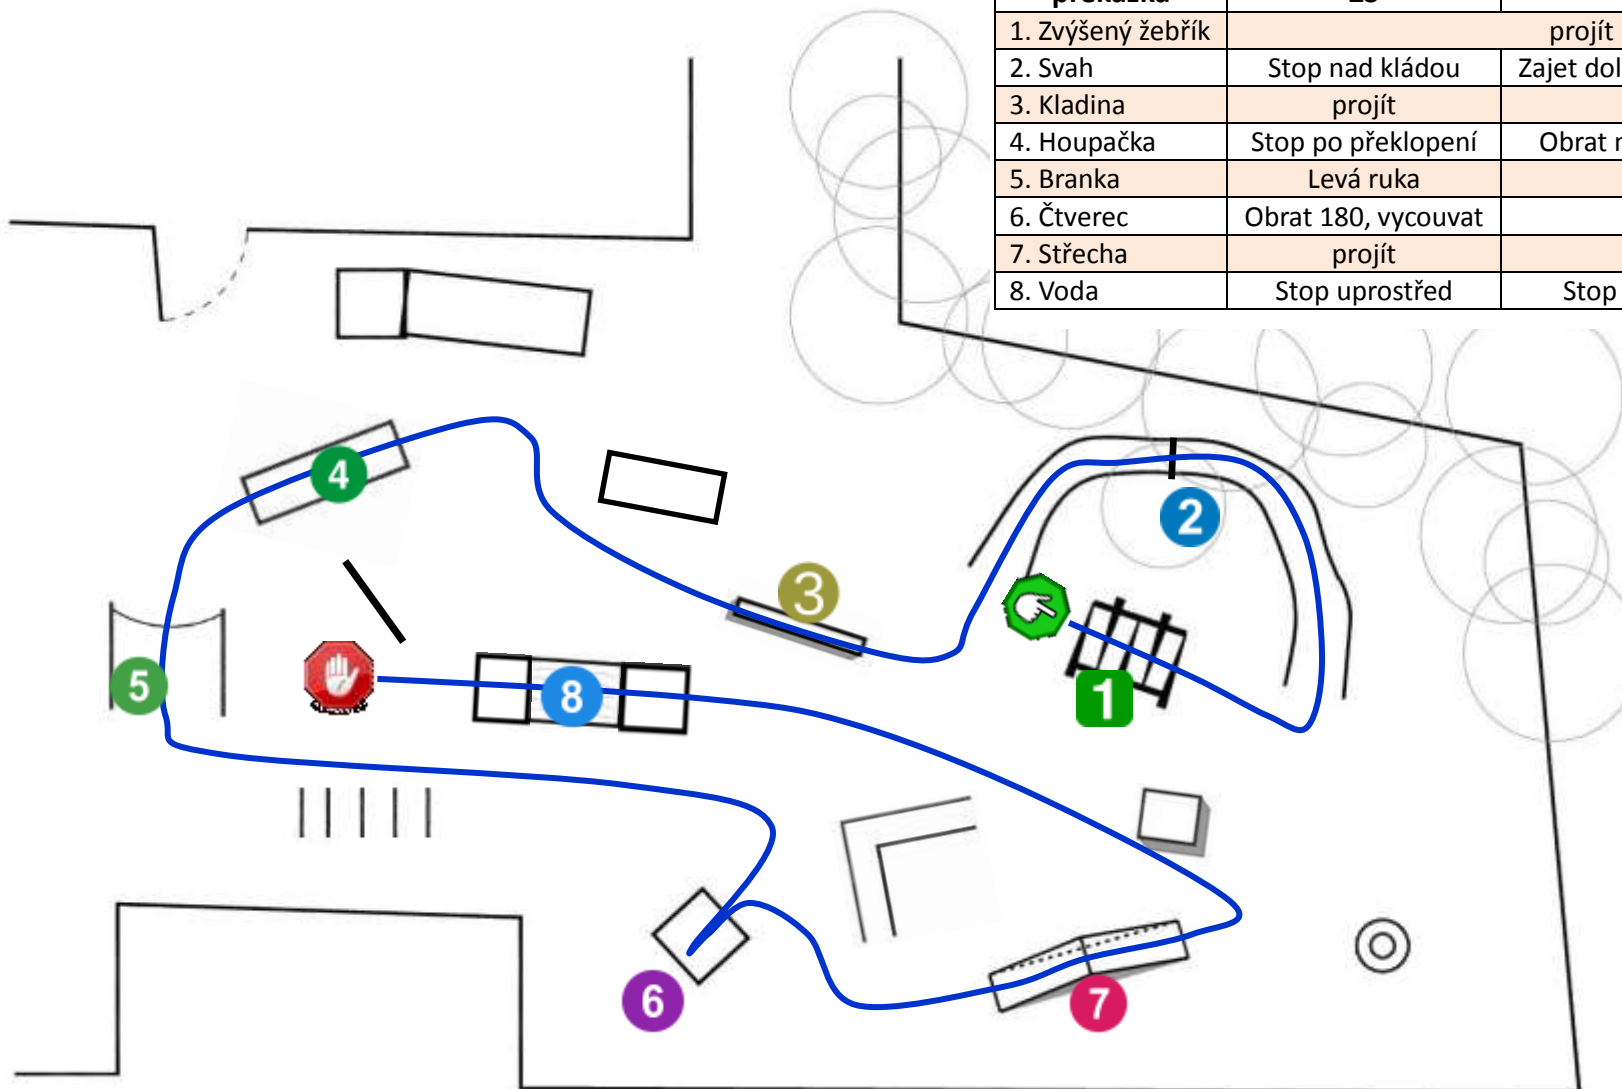 překážka
1. Zvýšený žebřík projít
2. Svah Stop nad kládou Zajet dol
3. Kladina projít
4. Houpačka Stop po překlopení Obrat
5. Branka Levá ruka
6. Čtverec Obrat 180, vycouvat
7. Střecha projít
8. Voda Stop uprostřed Stop
4
2
3
5
8
1
6
7